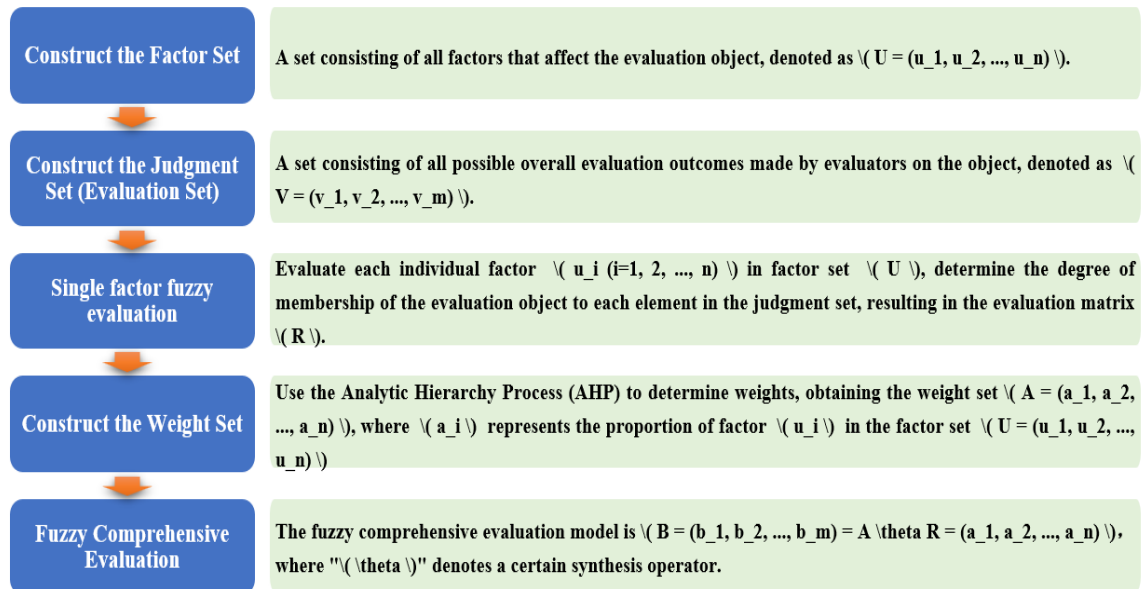 Construct the Factor Set
A set consisting of all factors that affect the evaluation object, denoted as \( U = (u_1, u_2, ..., u_n) \).
Construct the Judgment
Set (Evaluation Set)
A set consisting of all possible overall evaluation outcomes made by evaluators on the object, denoted as \(
V = (v_1, v_2, ..., v_m) \).
Single factor fuzzy
evaluation
Evaluate each individual factor \( u_i (i=1, 2, ..., n) \) in factor set \( U \), determine the degree of
membership of the evaluation object to each element in the judgment set, resulting in the evaluation matrix
\( R \).
Construct the Weight Set
Use the Analytic Hierarchy Process (AHP) to determine weights, obtaining the weight set \( A = (a_1, a_2,
..., a_n) \), where \( a_i \) represents the proportion of factor \( u_i \) in the factor set \( U = (u_1, u_2, ...,
u_n) \)
Fuzzy Comprehensive
Evaluation
The fuzzy comprehensive evaluation model is \( B = (b_1, b_2, ..., b_m) = A \theta R = (a_1, a_2, ..., a_n) \),
where "\( \theta \)" denotes a certain synthesis operator.